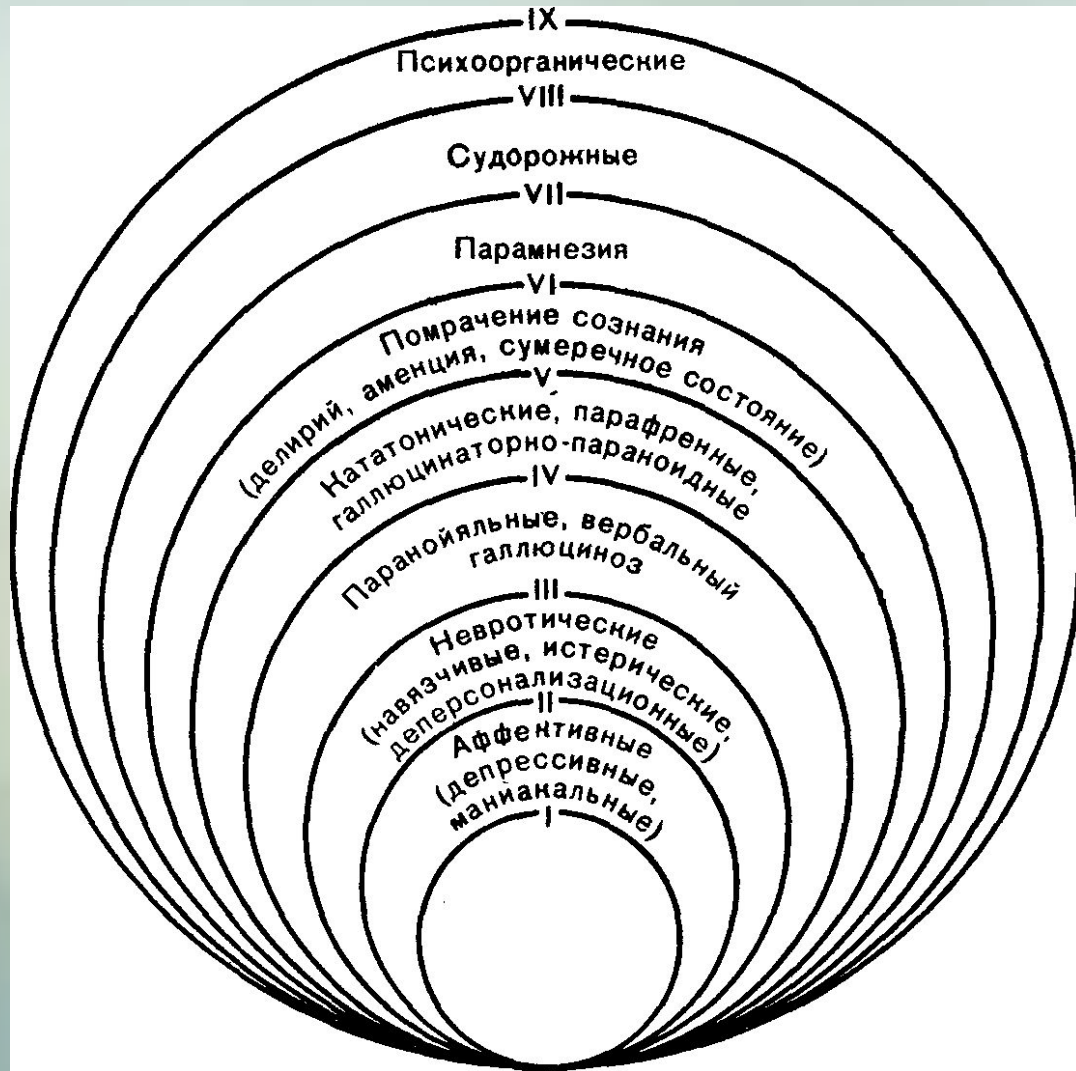 IX
Психоорганические
VIII
Судорожные
VII
Парамнезия
VI
Помрачение сознания
(делирий, аменция, сумеречное состояние)
V
Кататонические, парафренные,
галлюцинаторно-параноидные
IV
Паранойяльные, вербальный
галлюциноз
III
Невротические
(навязчивые, истерические,
деперсонализационные)
II
Аффективные
(депрессивные,
маниакальные)
I